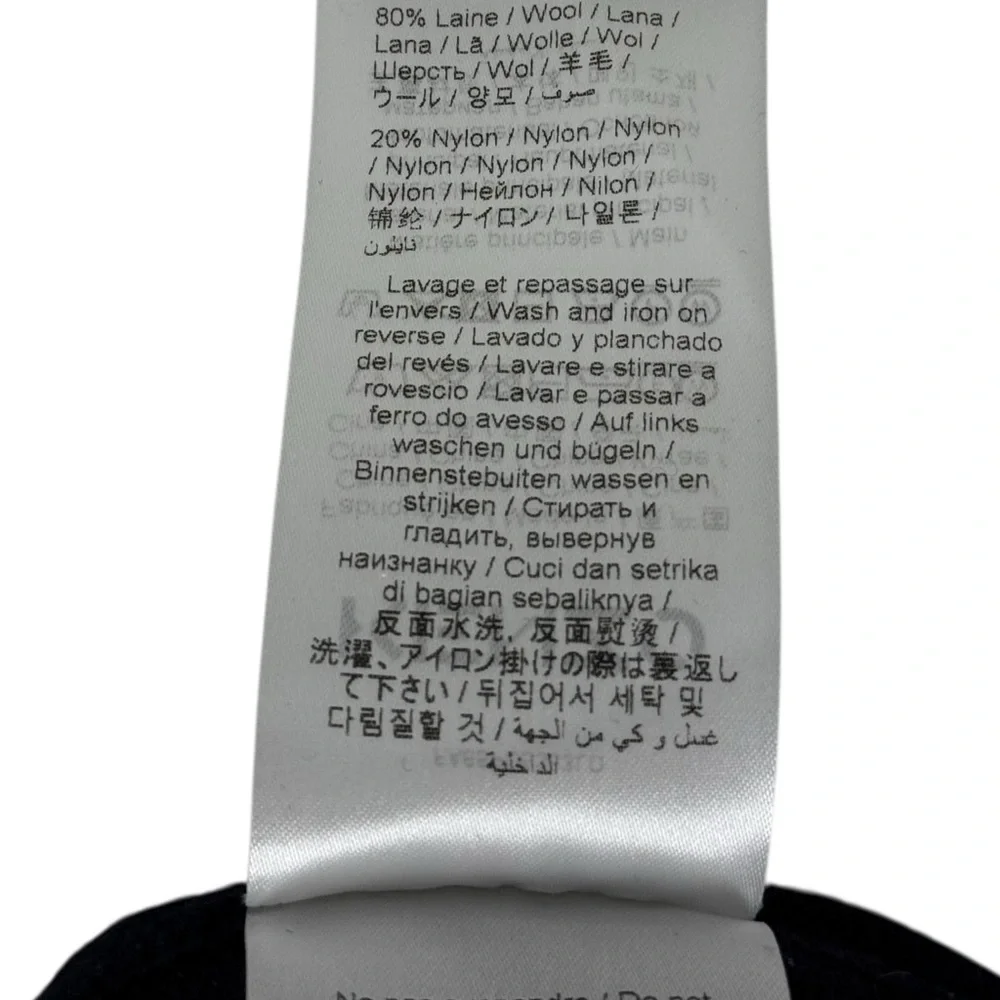 80% Laine / Wool / Lana /
Lana / Lã / Wolle / Wol /
Шерсть / Wol / 羊毛 /
ウール / 양모 / صوف
20% Nylon / Nylon / Nylon
/ Nylon / Nylon / Nylon /
Nylon / Нейлон / Nilon /
锦纶 / ナイロン / 나일론 /
نايلون
Lavage et repassage sur
l'envers / Wash and iron on
reverse / Lavado y planchado
del revés / Lavare e stirare a
rovescio / Lavar e passar a
ferro do avesso / Auf links
waschen und bügeln /
Binnenstebuiten wassen en
strijken / Стирать и
гладить, вывернув
наизнанку / Cuci dan setrika
di bagian sebaliknya /
反面水洗, 反面熨烫 /
洗濯、アイロン掛けの際は裏返し
て下さい / 뒤집어서 세탁 및
다림질할 것 / غسل و كي من الجهة
الداخلية
Ne pas suspendre / Do not